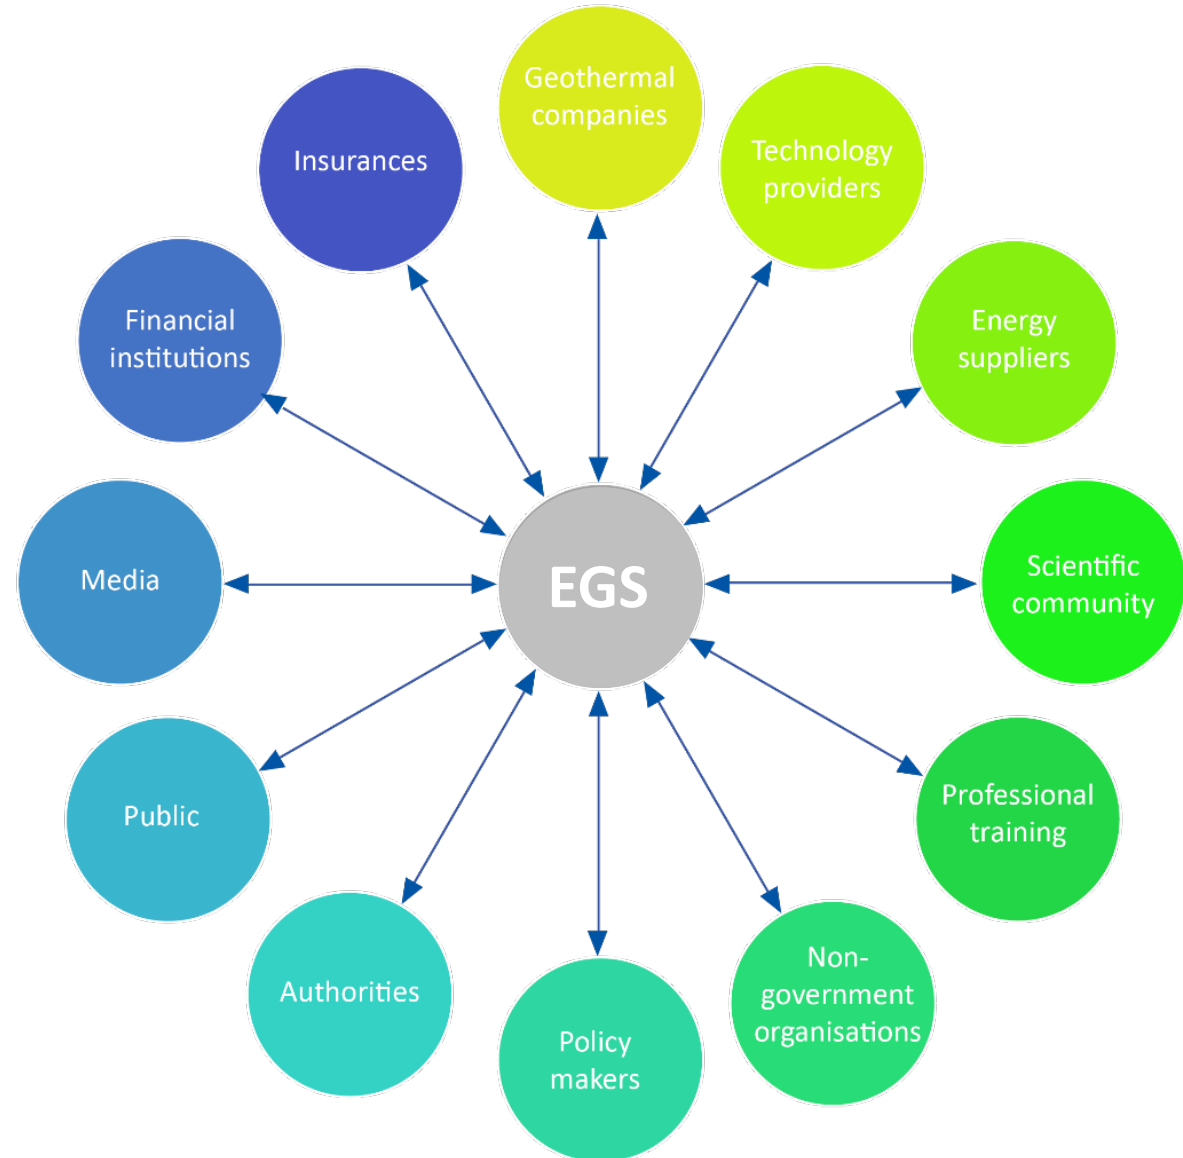 Geothermal
companies
Technology
providers
Energy
suppliers
Scientific
community
Professional
training
Non-
government
organisations
Policy
makers
Authorities
Public
Media
Financial
institutions
Insurances
EGS